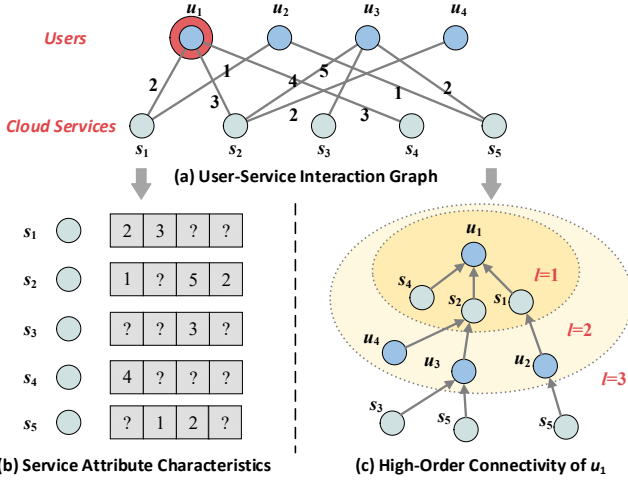 u1 u2 u3 u4
Users
2 1 4 5 1 2
3 2 3
Cloud Services
s1 s2 s3 s4 s5
(a) User-Service Interaction Graph
s1 2 3 ? ?
s2 1 ? 5 2
s3 ? ? 3 ?
s4 4 ? ? ?
s5 ? 1 2 ?
(b) Service Attribute Characteristics
u1
l=1
s4 s2 s1
l=2
u4 u3 u2
l=3
s3 s5 s5
(c) High-Order Connectivity of u1